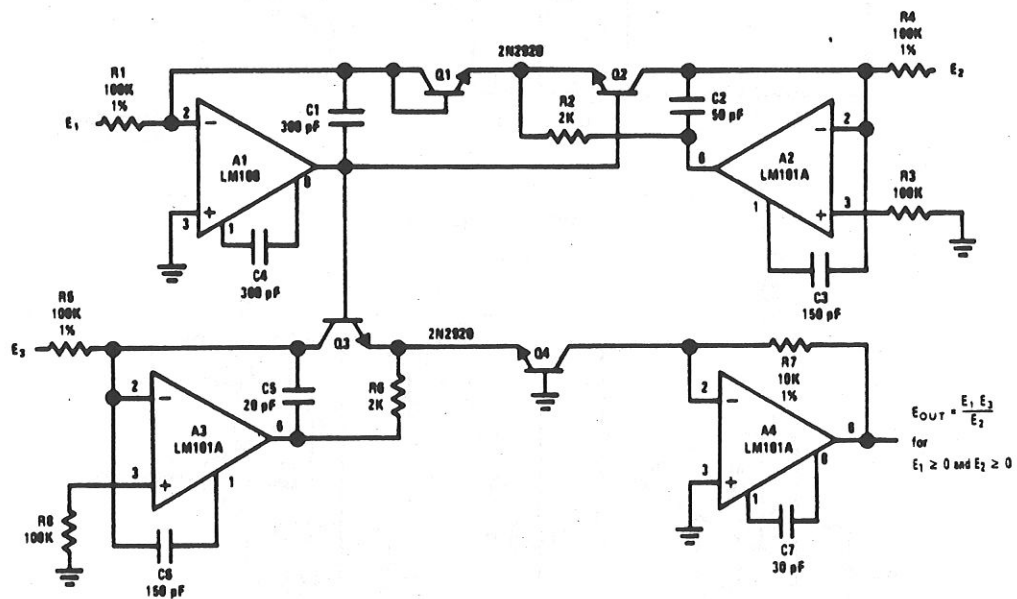 R1
100K
1%
E1
2
3
A1
LM108
8
1
C4
300 pF
C1
300 pF
Q1
2N2920
R2
2K
Q2
C2
50 pF
R4
100K
1%
E2
6
A2
LM101A
2
3
1
R3
100K
C3
150 pF
R5
100K
1%
E3
2
3
A3
LM101A
6
1
R8
100K
C6
150 pF
C5
20 pF
Q3
R6
2K
2N2920
Q4
2
3
A4
LM101A
6
8
1
C7
30 pF
R7
10K
1%
EOUT = E1 E3
E2
for
E1 ≥ 0 and E2 ≥ 0